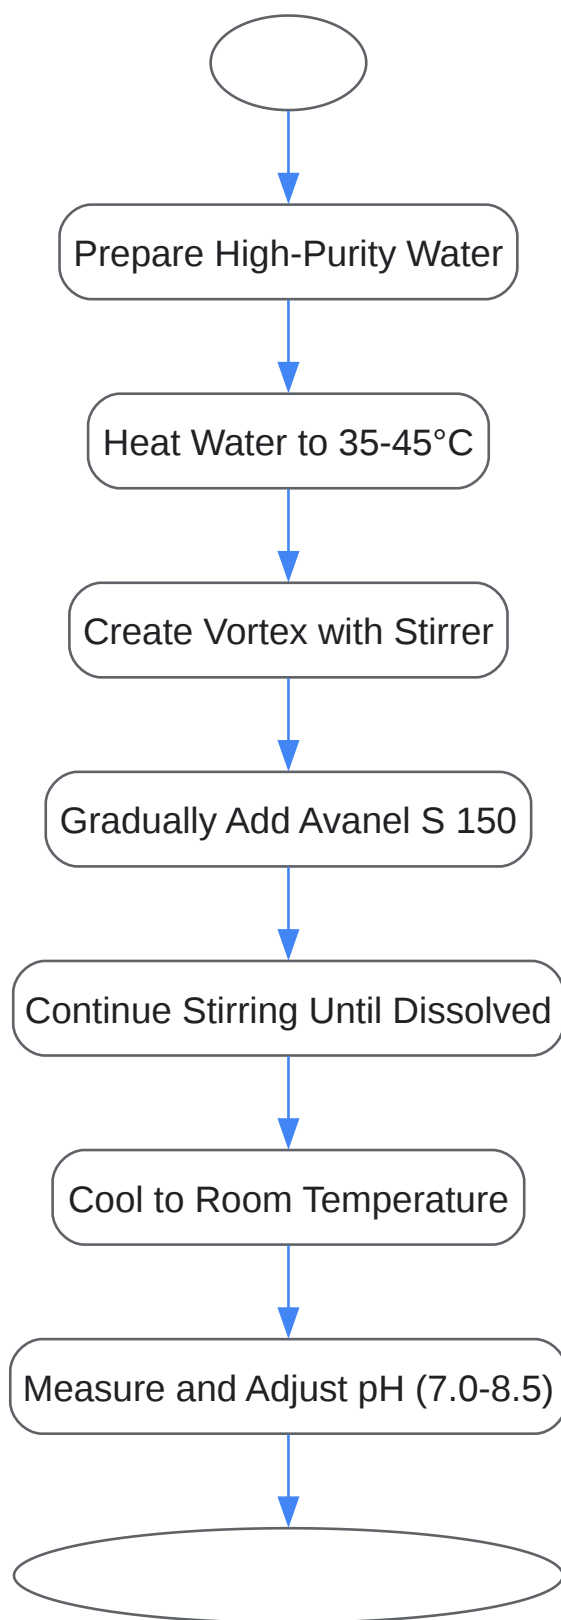 Prepare High-Purity Water
Heat Water to 35-45°C
Create Vortex with Stirrer
Gradually Add Avanel S 150
Continue Stirring Until Dissolved
Cool to Room Temperature
Measure and Adjust pH (7.0-8.5)